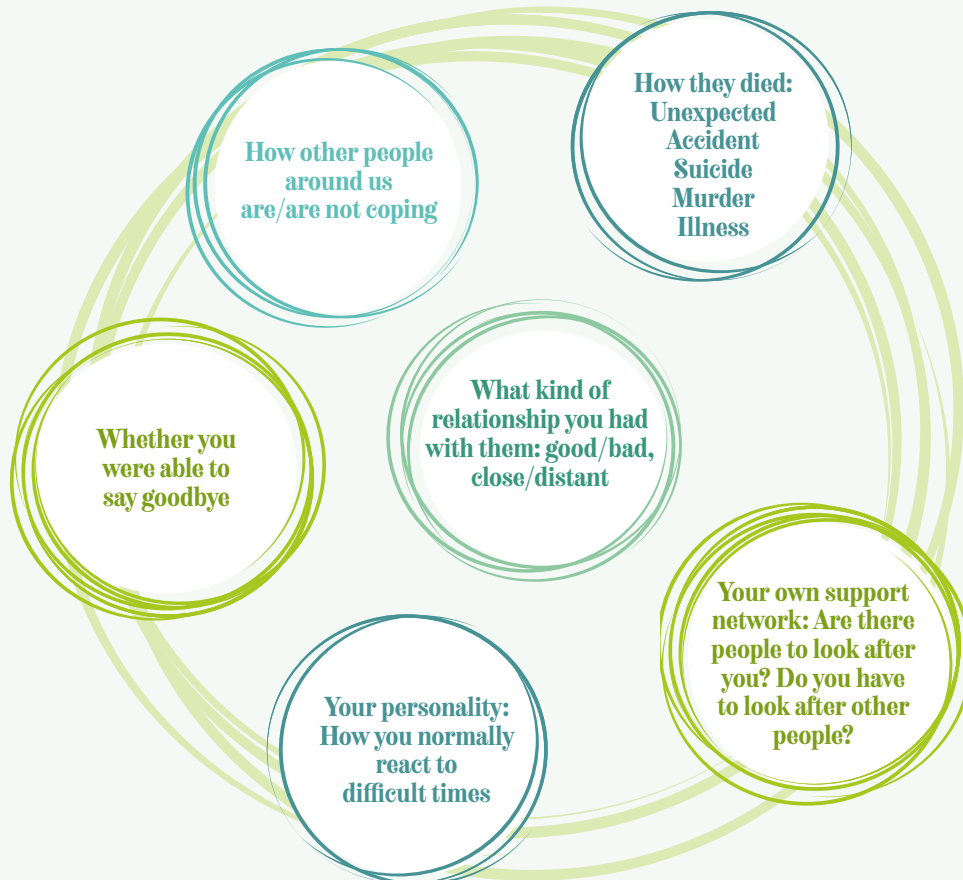 How they died:
Unexpected
Accident
Suicide
Murder
Illness
How other people
around us
are/are not coping
What kind of
relationship you had
with them: good/bad,
close/distant
Whether you
were able to
say goodbye
Your own support
network: Are there
people to look after
you? Do you have
to look after other
people?
Your personality:
How you normally
react to
difficult times